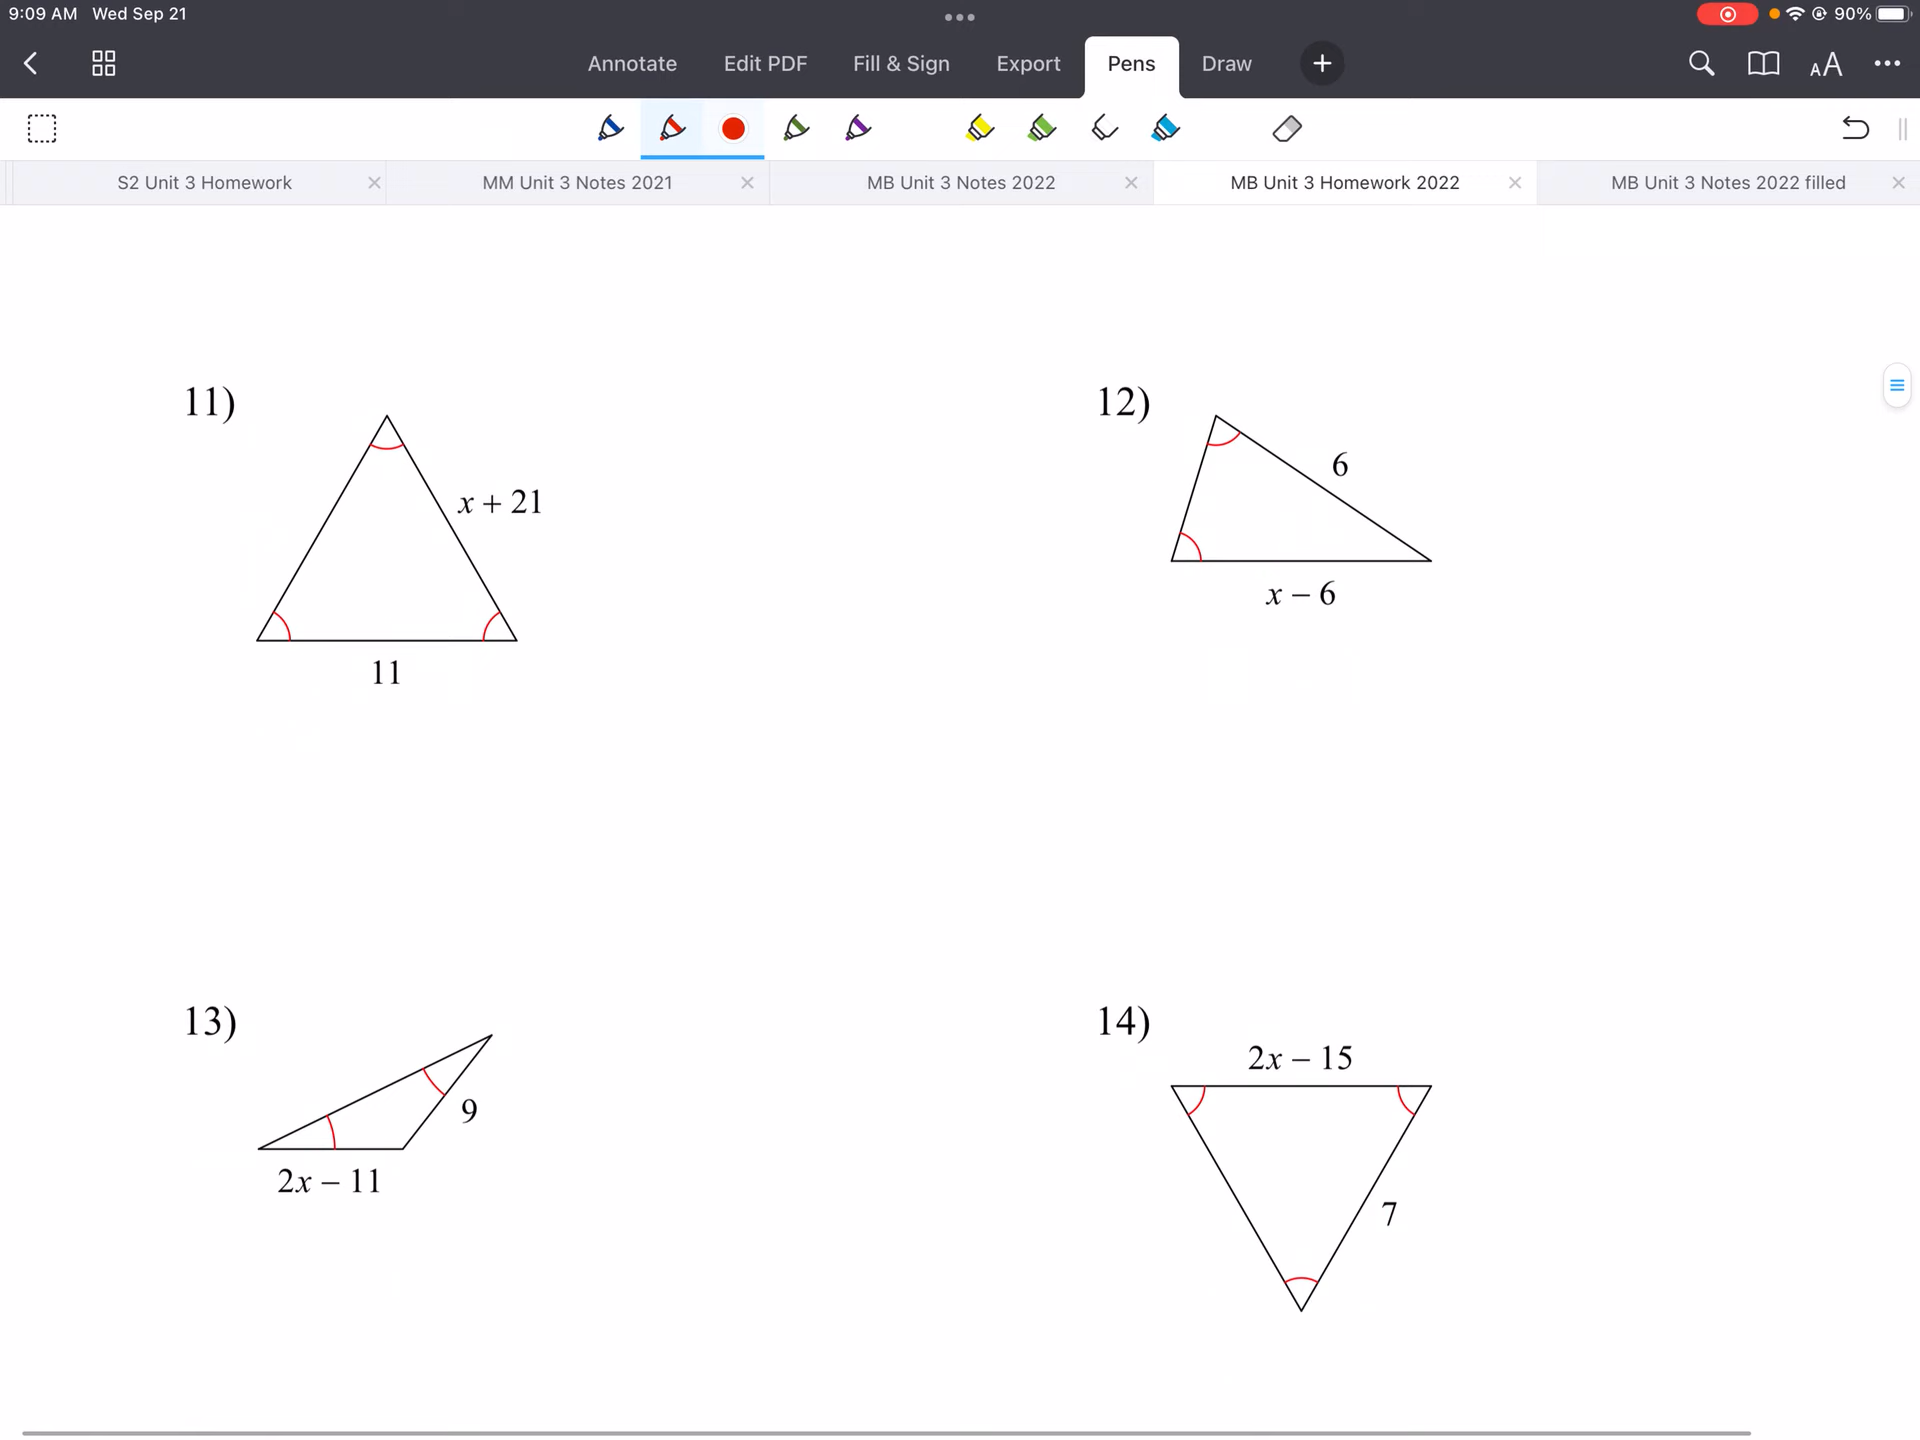 9:09 AM Wed Sep 21
90%
Annotate Edit PDF Fill & Sign Export Pens Draw
AA
S2 Unit 3 Homework
MM Unit 3 Notes 2021
MB Unit 3 Notes 2022
MB Unit 3 Homework 2022
MB Unit 3 Notes 2022 filled
11)
x + 21
11
12)
6
x − 6
13)
9
2x − 11
14)
2x − 15
7